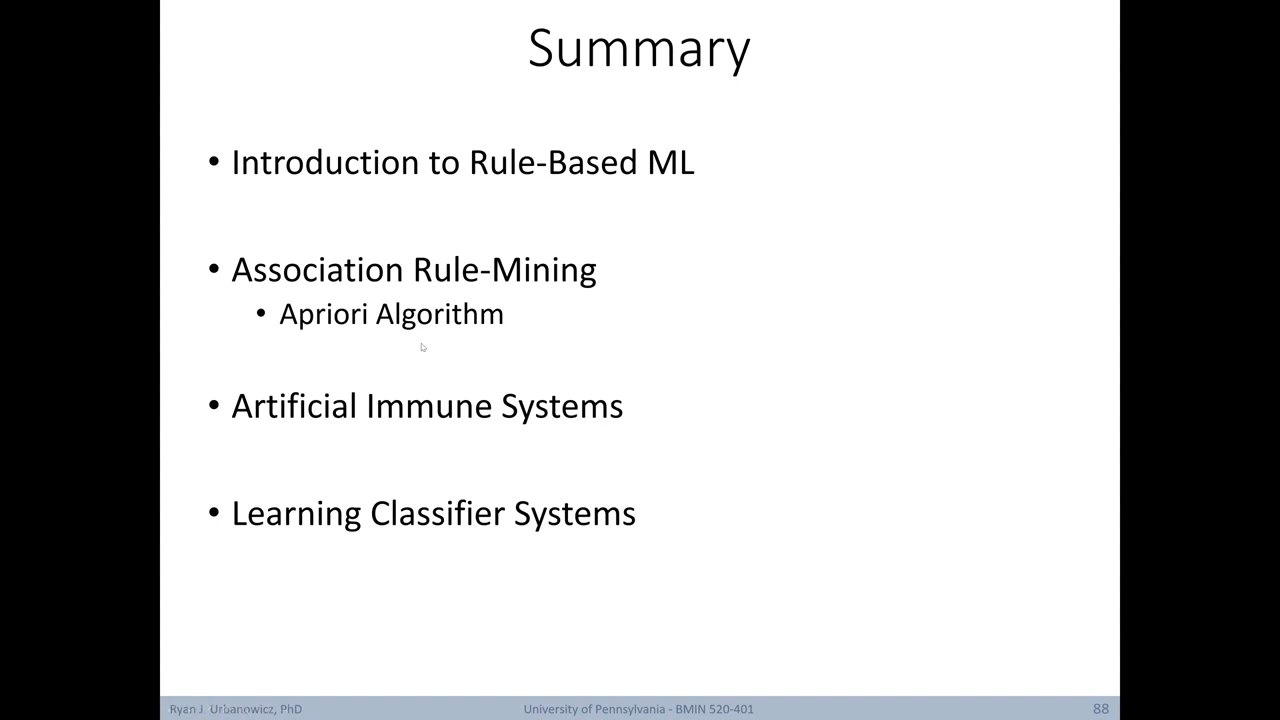 Summary
• Introduction to Rule-Based ML
• Association Rule-Mining
• Apriori Algorithm
• Artificial Immune Systems
• Learning Classifier Systems
Ryan J. Urbanowicz, PhD
University of Pennsylvania - BMIN 520-401
88